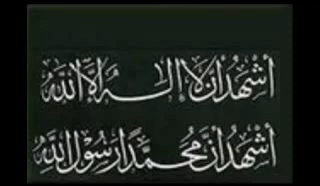 أشهد أن لا إله إلا الله
أشهد أن محمدا رسول الله